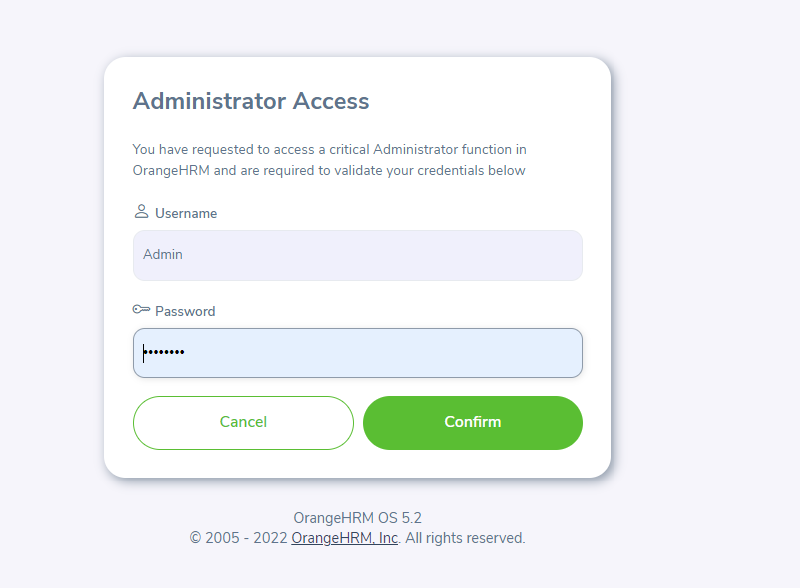 Administrator Access
You have requested to access a critical Administrator function in
OrangeHRM and are required to validate your credentials below
Username
Admin
Password
••••••••
Cancel Confirm
OrangeHRM OS 5.2
© 2005 - 2022 OrangeHRM, Inc. All rights reserved.